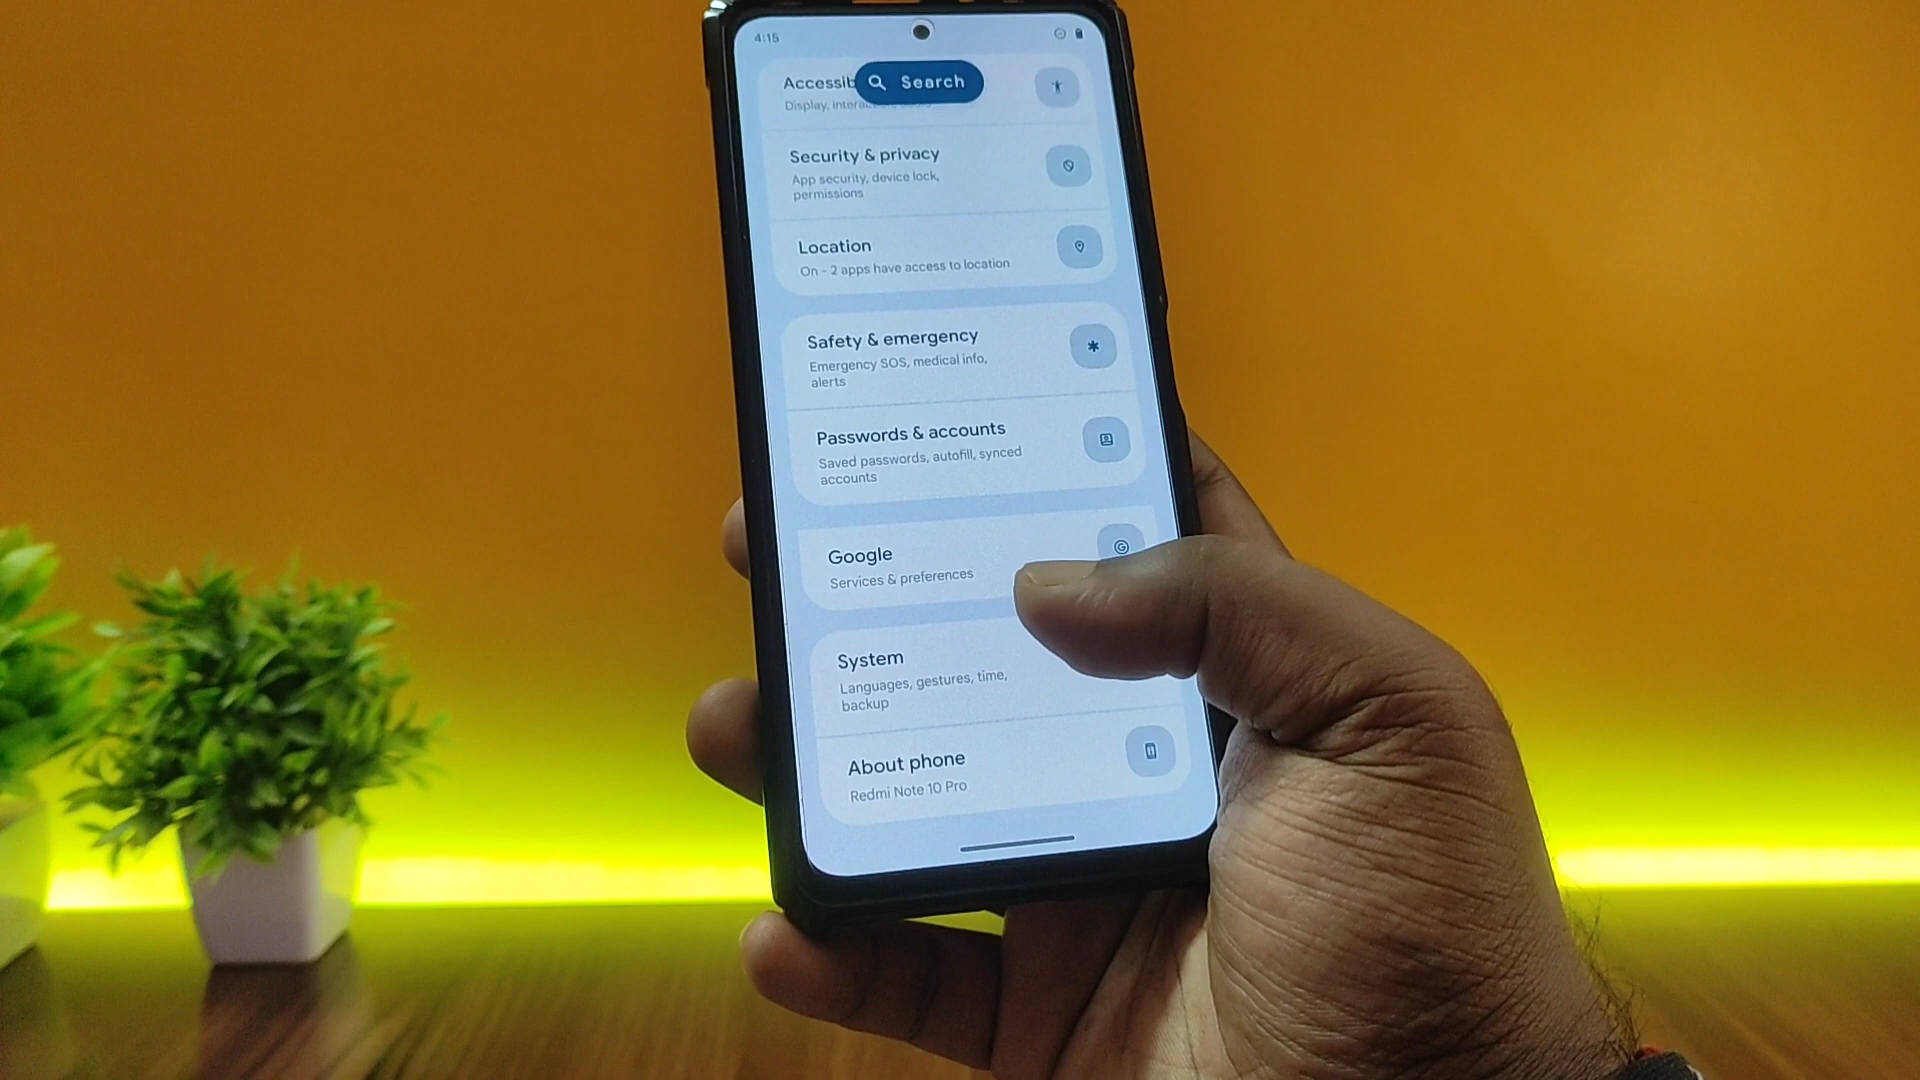 4:15
Accessib
Search
Display, intera
Security & privacy
App security, device lock,
permissions
Location
On - 2 apps have access to location
Safety & emergency
Emergency SOS, medical info,
alerts
Passwords & accounts
Saved passwords, autofill, synced
accounts
Google
Services & preferences
System
Languages, gestures, time,
backup
About phone
Redmi Note 10 Pro